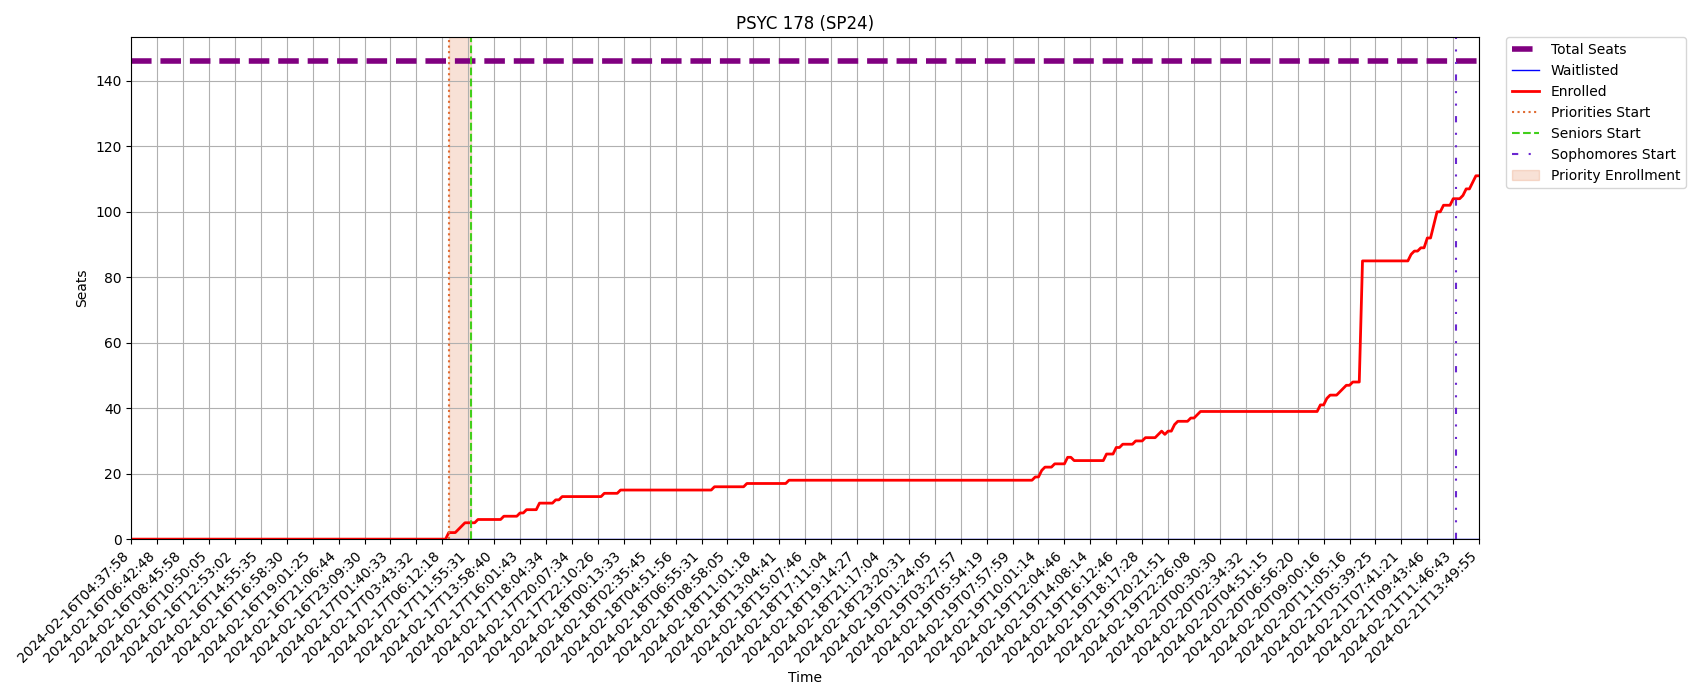 PSYC 178 (SP24)
Total Seats
Waitlisted
Enrolled
Priorities Start
Seniors Start
Sophomores Start
Priority Enrollment
Seats
140
120
100
80
60
40
20
0
2024-02-16T04:37:58
2024-02-16T06:42:48
2024-02-16T08:45:58
2024-02-16T10:50:05
2024-02-16T12:53:02
2024-02-16T14:55:35
2024-02-16T16:58:30
2024-02-16T19:01:25
2024-02-16T21:06:44
2024-02-16T23:09:30
2024-02-17T01:40:33
2024-02-17T03:43:32
2024-02-17T06:12:18
2024-02-17T11:55:31
2024-02-17T13:58:40
2024-02-17T16:01:43
2024-02-17T18:04:34
2024-02-17T20:07:34
2024-02-17T22:10:26
2024-02-18T00:13:33
2024-02-18T02:35:45
2024-02-18T04:51:56
2024-02-18T06:55:31
2024-02-18T08:58:05
2024-02-18T11:01:18
2024-02-18T13:04:41
2024-02-18T15:07:46
2024-02-18T17:11:04
2024-02-18T19:14:27
2024-02-18T21:17:04
2024-02-18T23:20:31
2024-02-19T01:24:05
2024-02-19T03:27:57
2024-02-19T05:54:19
2024-02-19T07:57:59
2024-02-19T10:01:14
2024-02-19T12:04:46
2024-02-19T14:08:14
2024-02-19T16:12:46
2024-02-19T18:17:28
2024-02-19T20:21:51
2024-02-19T22:26:08
2024-02-20T00:30:30
2024-02-20T02:34:32
2024-02-20T04:51:15
2024-02-20T06:56:20
2024-02-20T09:00:16
2024-02-20T11:05:16
2024-02-21T05:39:25
2024-02-21T07:41:21
2024-02-21T09:43:46
2024-02-21T11:46:43
2024-02-21T13:49:55
Time